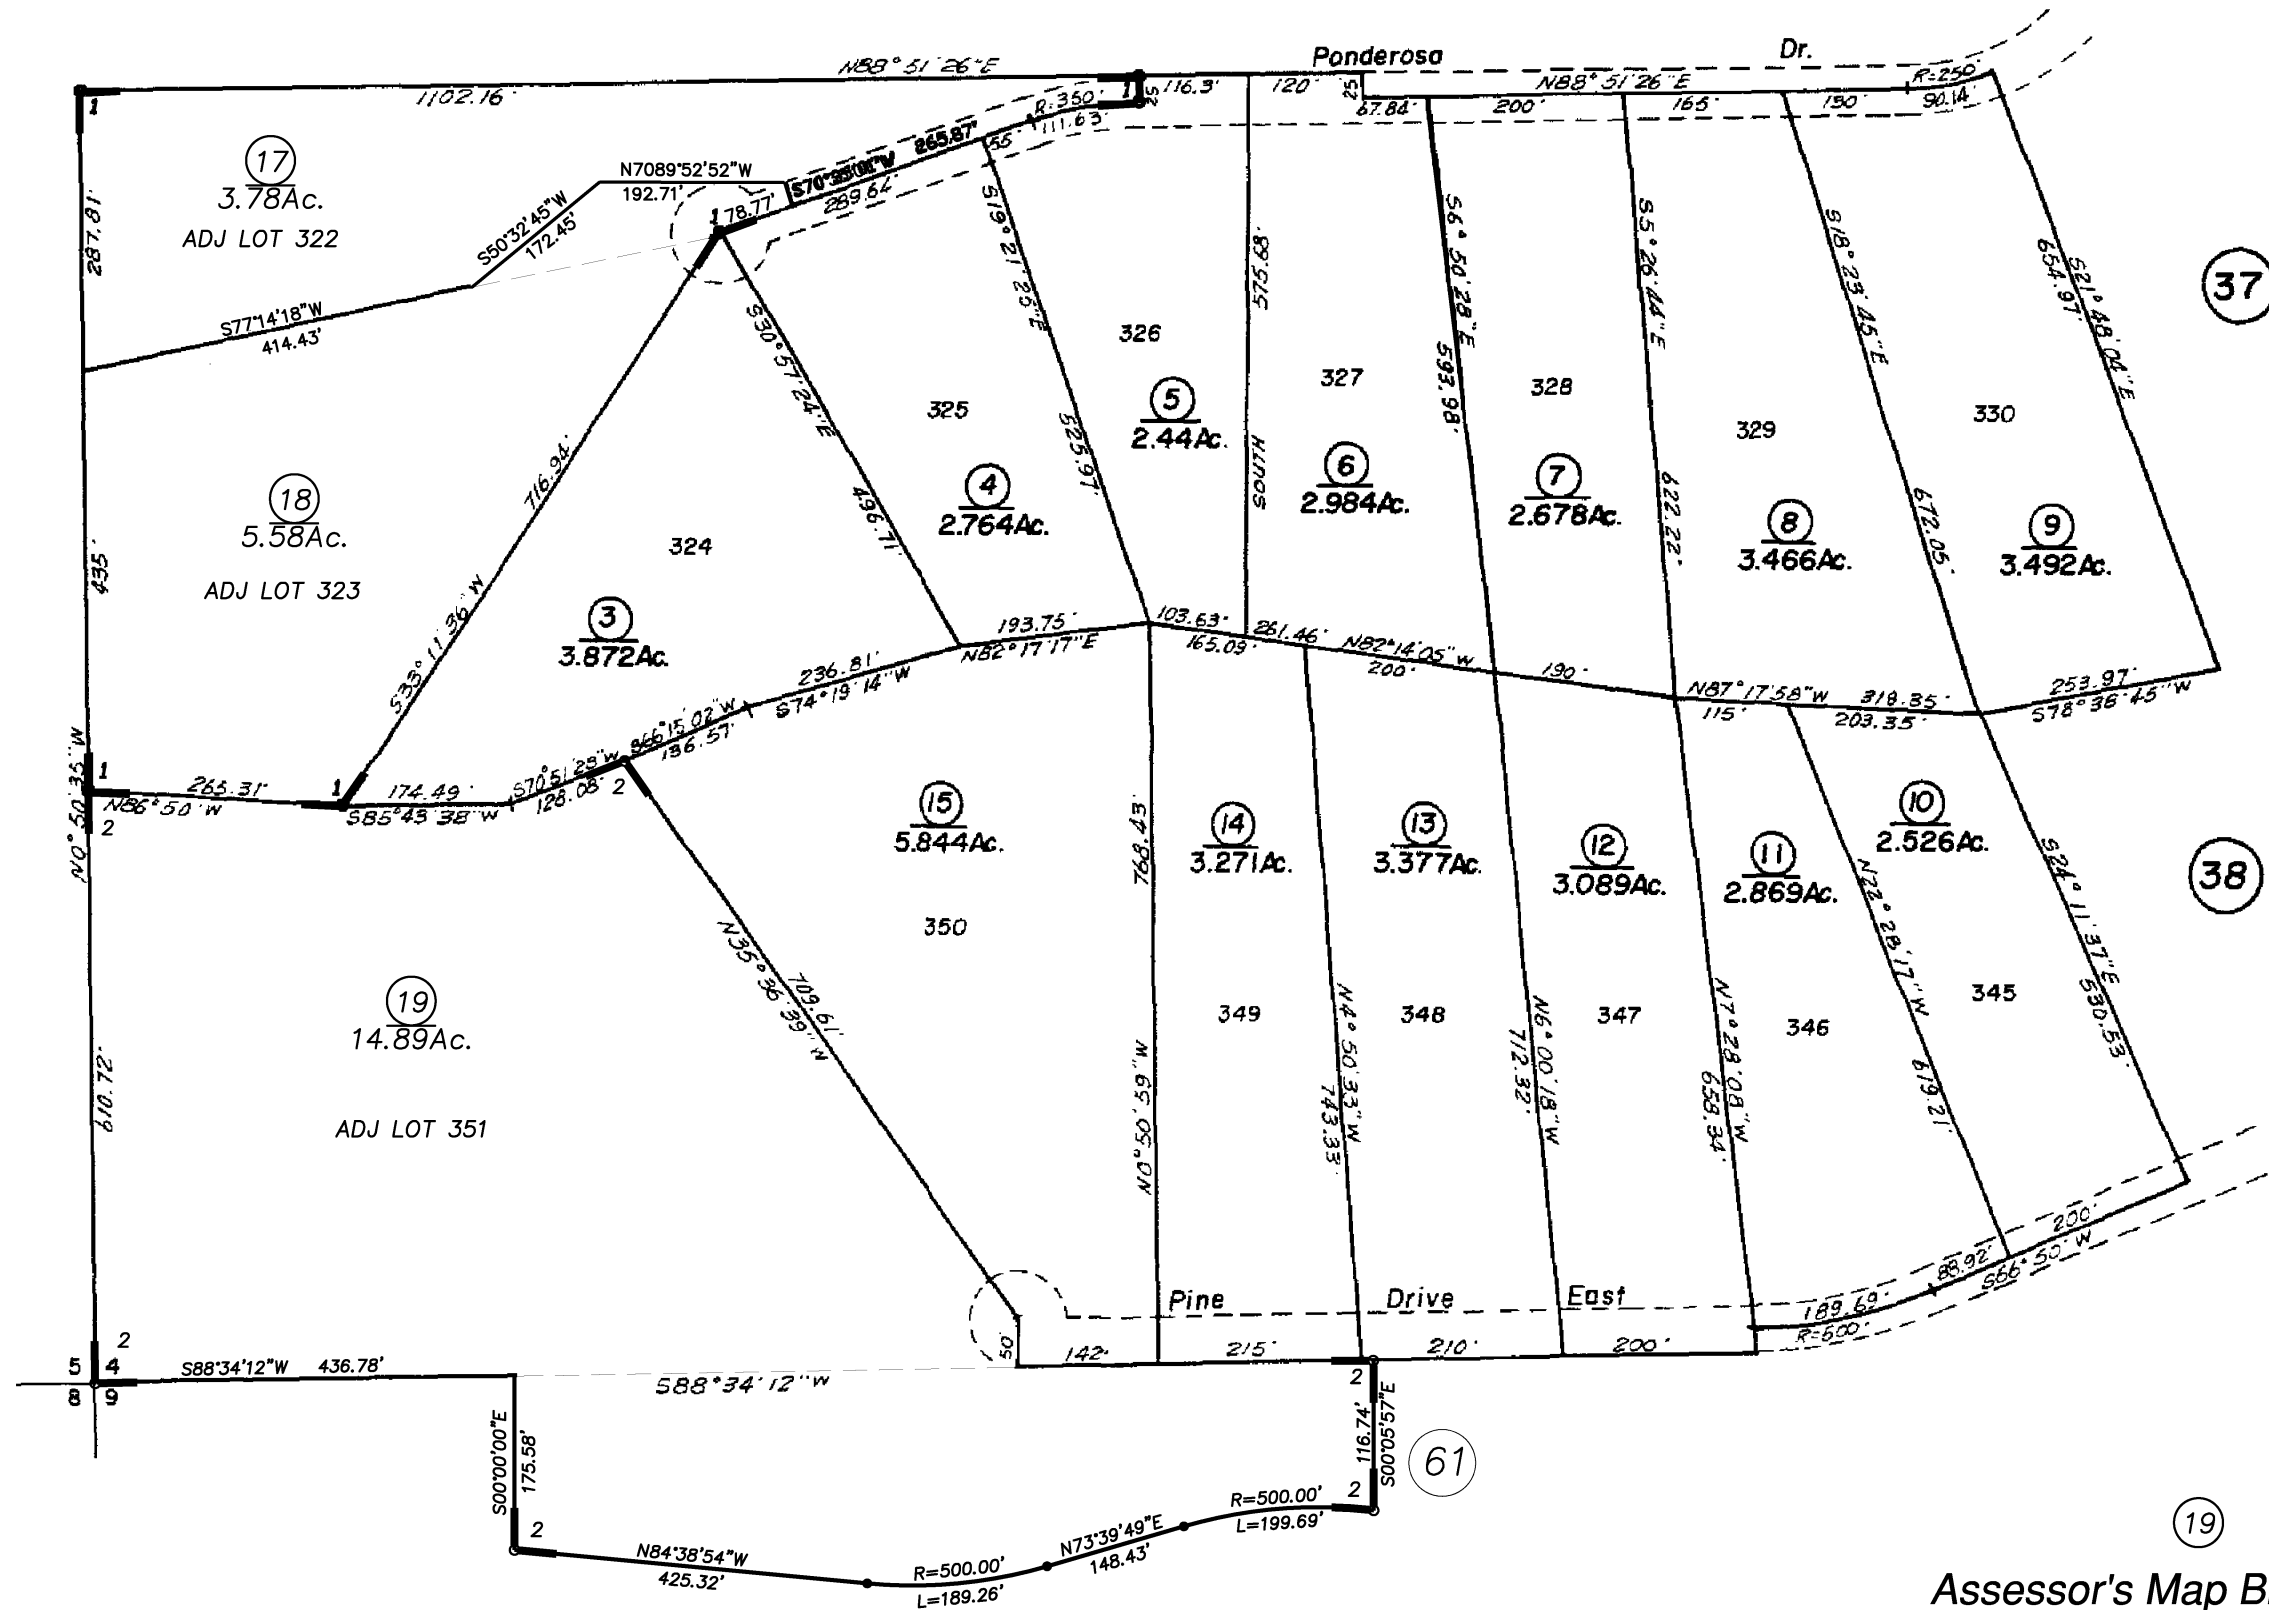 Ponderosa Dr.
N88°51'26"E
1102.16'
1
1
25
116.3'
120'
25
N88°51'26"E
R=250'
67.84'
200'
165'
130'
90.14'
R=350'
111.63'
55'
265.87'
289.64'
78.77'
1
17
3.78Ac.
ADJ LOT 322
287.81'
N7089°52'52"W
192.71'
S50°32'45"W
172.45'
S77°14'18"W
414.43'
S30°57'24"E
496.71'
S19°21'25"E
525.97'
575.68'
SOUTH
S6°50'28"E
593.98'
S5°26'44"E
622.22'
S18°23'45"E
672.05'
S21°48'04"E
654.97'
37
326
5
2.44Ac.
327
6
2.984Ac.
328
7
2.678Ac.
329
8
3.466Ac.
330
9
3.492Ac.
325
4
2.764Ac.
324
3
3.872Ac.
18
5.58Ac.
ADJ LOT 323
435'
716.94'
S33°11'36"W
193.75'
N82°17'17"E
103.63'
261.46'
165.09'
N82°14'05"W
200'
190'
N87°17'58"W
318.35'
115'
203.35'
253.97'
S78°36'45"W
236.81'
S74°19'14"W
S66°15'02"W
136.57'
S70°51'23"W
128.08'
2
174.49'
S85°43'38"W
1
265.31'
N86°50'W
1
2
N0°50'35"W
15
5.844Ac.
350
768.43'
N0°50'59"W
14
3.271Ac.
349
N4°50'33"W
743.33'
13
3.377Ac.
348
N6°00'18"W
712.32'
12
3.089Ac.
347
N7°28'08"W
658.34'
11
2.869Ac.
346
N22°28'17"W
619.21'
10
2.526Ac.
345
S24°11'37"E
530.53'
38
19
14.89Ac.
ADJ LOT 351
610.72'
N35°36'39"W
709.61'
Pine Drive East
50'
142'
215'
210'
200'
189.69'
R=500'
88.92'
200'
S66°50'W
2
5 4
8 9
S88°34'12"W 436.78'
S88°34'12"W
S00°00'00"E
175.58'
2
N84°38'54"W
425.32'
R=500.00'
L=189.26'
N73°39'49"E
148.43'
R=500.00'
L=199.69'
2
116.74'
S00°05'57"E
2
61
19
Assessor's Map B